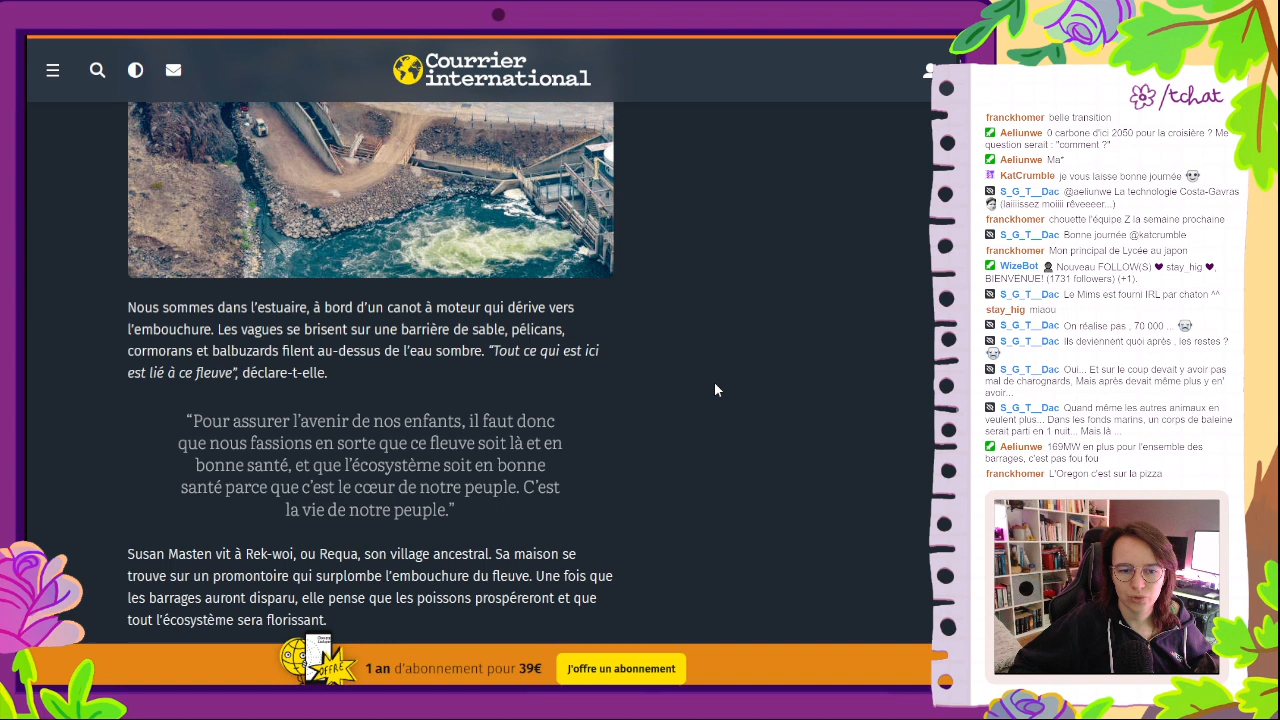 Courrier
international
Nous sommes dans l'estuaire, à bord d'un canot à moteur qui dérive vers
l'embouchure. Les vagues se brisent sur une barrière de sable, pélicans,
cormorans et balbuzards filent au-dessus de l'eau sombre. “Tout ce qui est ici
est lié à ce fleuve”, déclare-t-elle.
“Pour assurer l'avenir de nos enfants, il faut donc
que nous fassions en sorte que ce fleuve soit là et en
bonne santé, et que l'écosystème soit en bonne
santé parce que c'est le cœur de notre peuple. C'est
la vie de notre peuple.”
Susan Masten vit à Rek-woi, ou Requa, son village ancestral. Sa maison se
trouve sur un promontoire qui surplombe l'embouchure du fleuve. Une fois que
les barrages auront disparu, elle pense que les poissons prospéreront et que
tout l'écosystème sera florissant.
OFFRE
1 an d'abonnement pour 39€
J'offre un abonnement
/tchat
franckhomer belle transition
Aeliunwe 0 carbone d'ici 2050 pour la croisière ? Me
question serait : "comment ?"
Aeliunwe Ma*
KatCrumble je vous laisse bonne journée
S_G_T__Dac @aeliunwe La technologie Costa-Gavras
(laiiiissez moiiii rêveeeer...)
franckhomer chouette l'équipe Z la semaine prochaine
S_G_T__Dac Bonne journée @katcrumble
franckhomer Mon principal de Lycée au japon
WizeBot Nouveau FOLLOW(S) ♥ stay_hig ♥,
BIENVENUE! (1731 followers) (+1).
S_G_T__Dac Le Mims est fourni IRL par chaton ^^
stay_hig miaou
S_G_T__Dac On réalise pas , 70 000 ...
S_G_T__Dac ils deviennent quoi après , les restes ?
S_G_T__Dac Oui... Et sur le coup devait y avoir pas
mal de charognards, Mais après devait même plus y en'
avoir...
S_G_T__Dac Quand même les autres animaux en
veulent plus... Dans les fonds marins, un corps de baleine
serait parti en 1 nuit... Mais là ...
Aeliunwe 169MW en plus pour l'ensemble des
barrages, c'est pas fou fou
franckhomer L'Oregon c'est sur la pizza